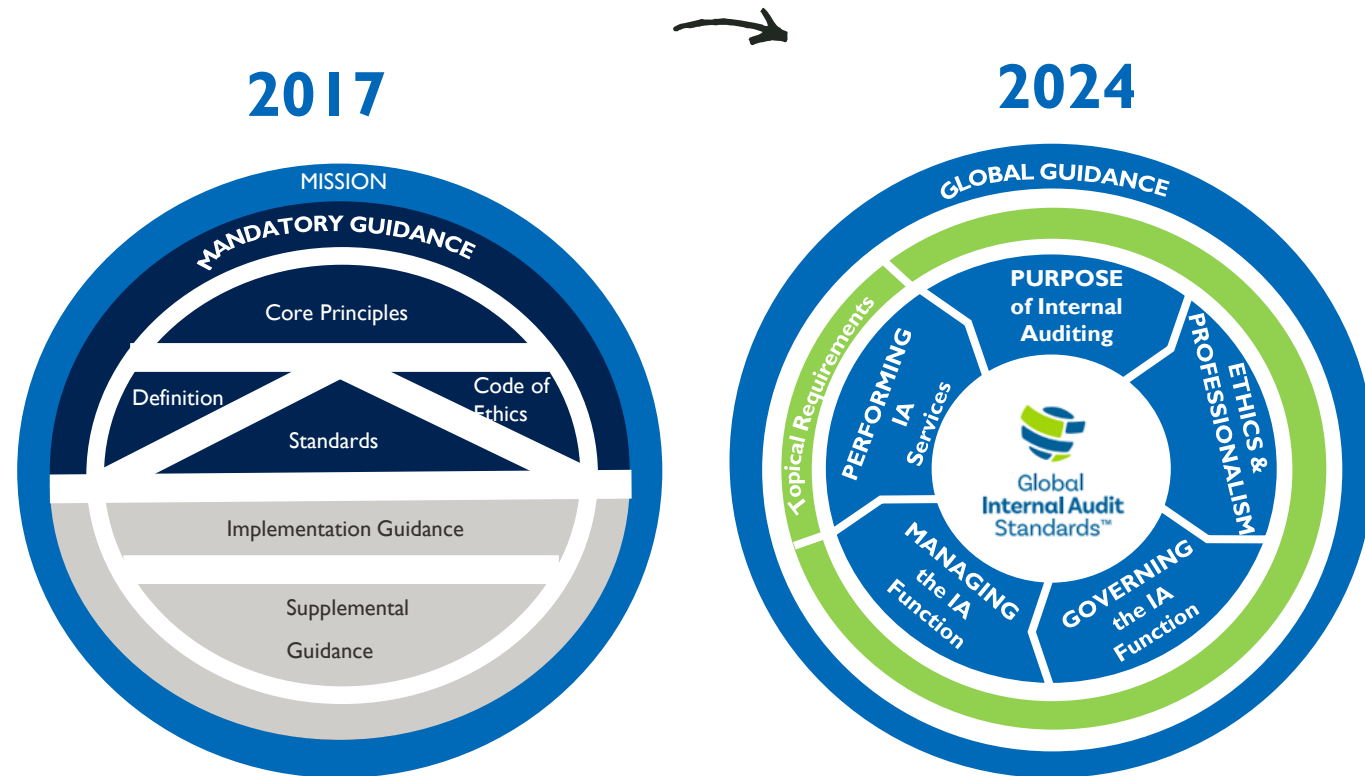 2017
MISSION
MANDATORY GUIDANCE
Core Principles
Definition
Code of
Ethics
Standards
Implementation Guidance
Supplemental
Guidance
2024
GLOBAL GUIDANCE
Topical Requirements
PURPOSE
of Internal
Auditing
ETHICS &
PROFESSIONALISM
GOVERNING
the IA
Function
MANAGING
the IA
Function
PERFORMING
IA
Services
Global
Internal Audit
Standards™